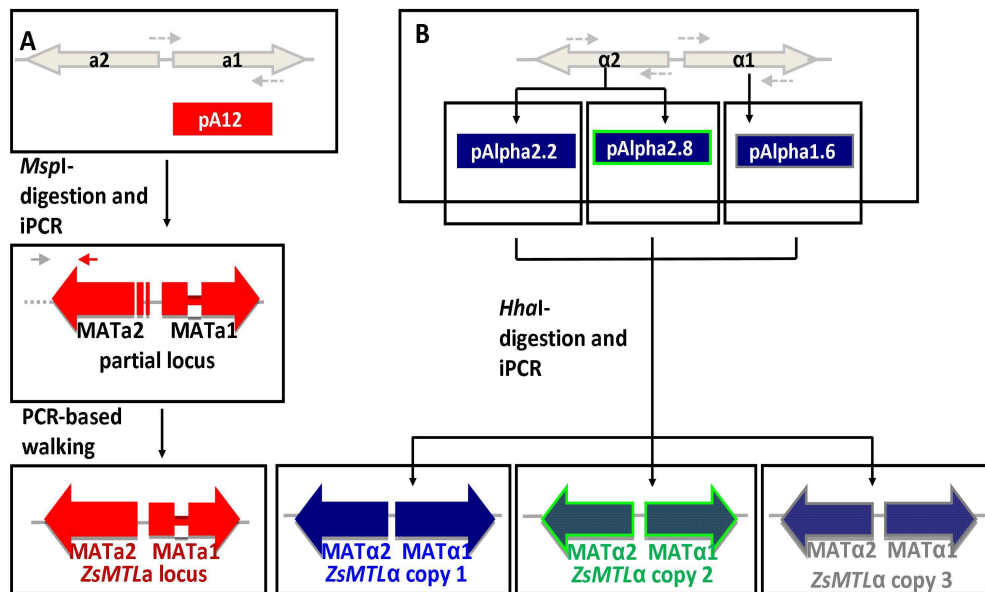 A
a2
a1
pA12
MspI-
digestion and
iPCR
MATa2
MATa1
partial locus
PCR-based
walking
MATa2
MATa1
ZsMTLa locus
B
α2
α1
pAlpha2.2
pAlpha2.8
pAlpha1.6
HhaI-
digestion and
iPCR
MATα2
MATα1
ZsMTLα copy 1
MATα2
MATα1
ZsMTLα copy 2
MATα2
MATα1
ZsMTLα copy 3